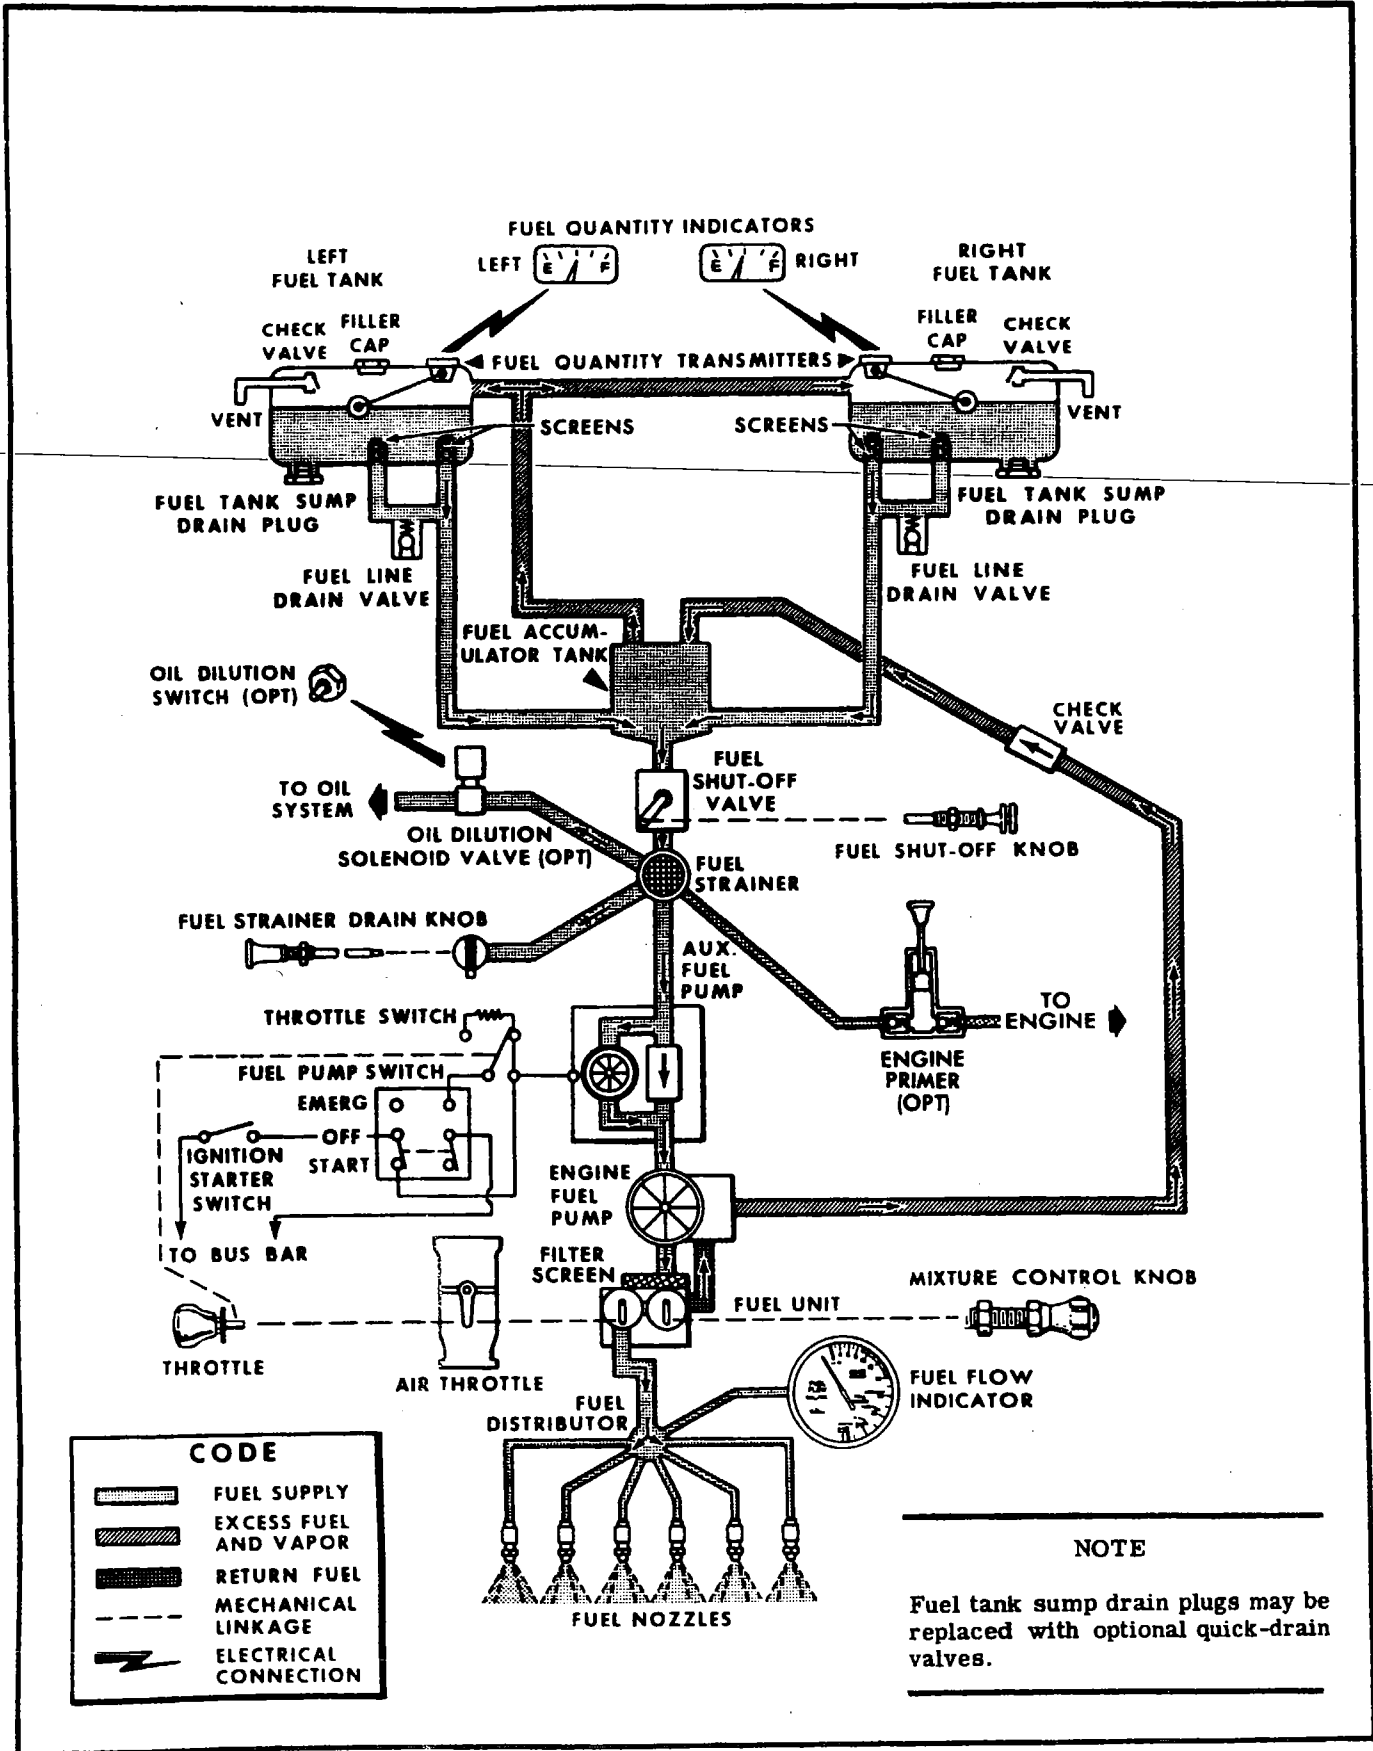 FUEL QUANTITY INDICATORS
LEFT
FUEL TANK
LEFT
E F
E F
RIGHT
RIGHT
FUEL TANK
CHECK
VALVE
FILLER
CAP
FUEL QUANTITY TRANSMITTERS
FILLER
CAP
CHECK
VALVE
VENT
SCREENS
SCREENS
VENT
FUEL TANK SUMP
DRAIN PLUG
FUEL TANK SUMP
DRAIN PLUG
FUEL LINE
DRAIN VALVE
FUEL LINE
DRAIN VALVE
FUEL ACCUM-
ULATOR TANK
OIL DILUTION
SWITCH (OPT)
CHECK
VALVE
FUEL
SHUT-OFF
VALVE
TO OIL
SYSTEM
OIL DILUTION
SOLENOID VALVE (OPT)
FUEL SHUT-OFF KNOB
FUEL
STRAINER
FUEL STRAINER DRAIN KNOB
AUX.
FUEL
PUMP
TO
ENGINE
THROTTLE SWITCH
ENGINE
PRIMER
(OPT)
FUEL PUMP SWITCH
EMERG
OFF
START
IGNITION
STARTER
SWITCH
ENGINE
FUEL
PUMP
TO BUS BAR
FILTER
SCREEN
MIXTURE CONTROL KNOB
FUEL UNIT
THROTTLE
AIR THROTTLE
FUEL FLOW
INDICATOR
FUEL
DISTRIBUTOR
FUEL NOZZLES
CODE
FUEL SUPPLY
EXCESS FUEL
AND VAPOR
RETURN FUEL
MECHANICAL
LINKAGE
ELECTRICAL
CONNECTION
NOTE
Fuel tank sump drain plugs may be
replaced with optional quick-drain
valves.